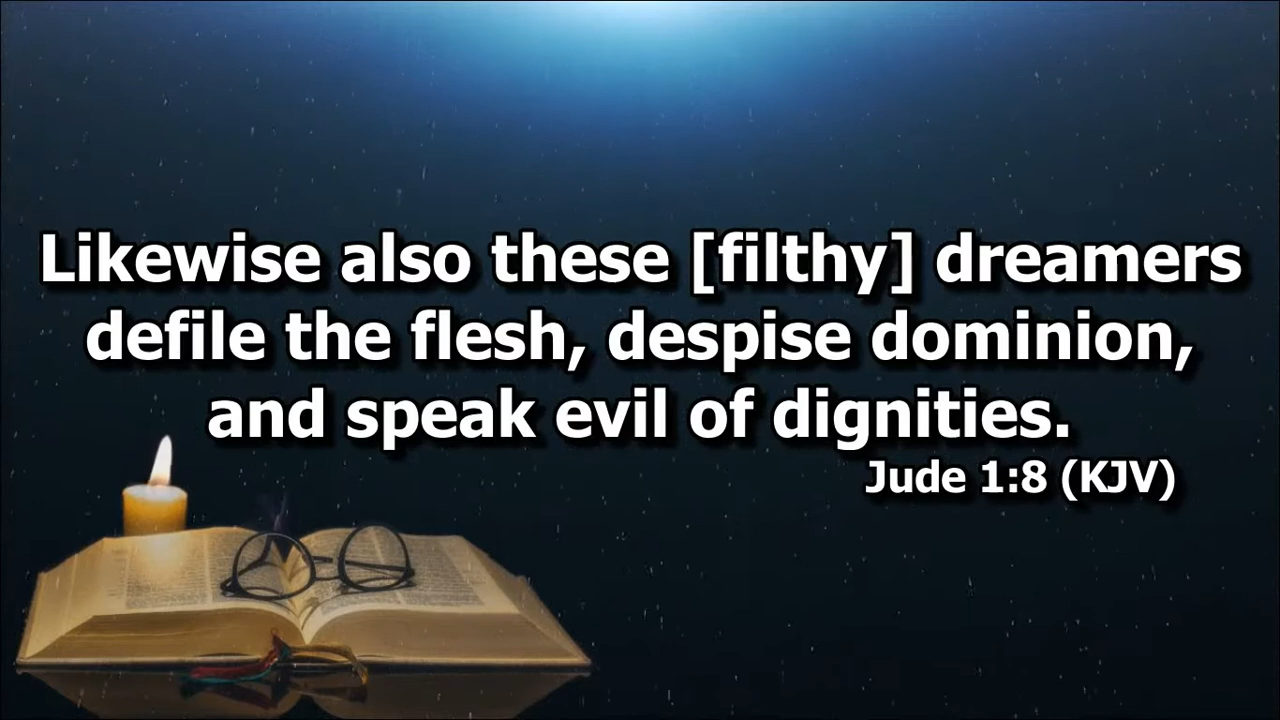 Likewise also these [filthy] dreamers
defile the flesh, despise dominion,
and speak evil of dignities.
Jude 1:8 (KJV)